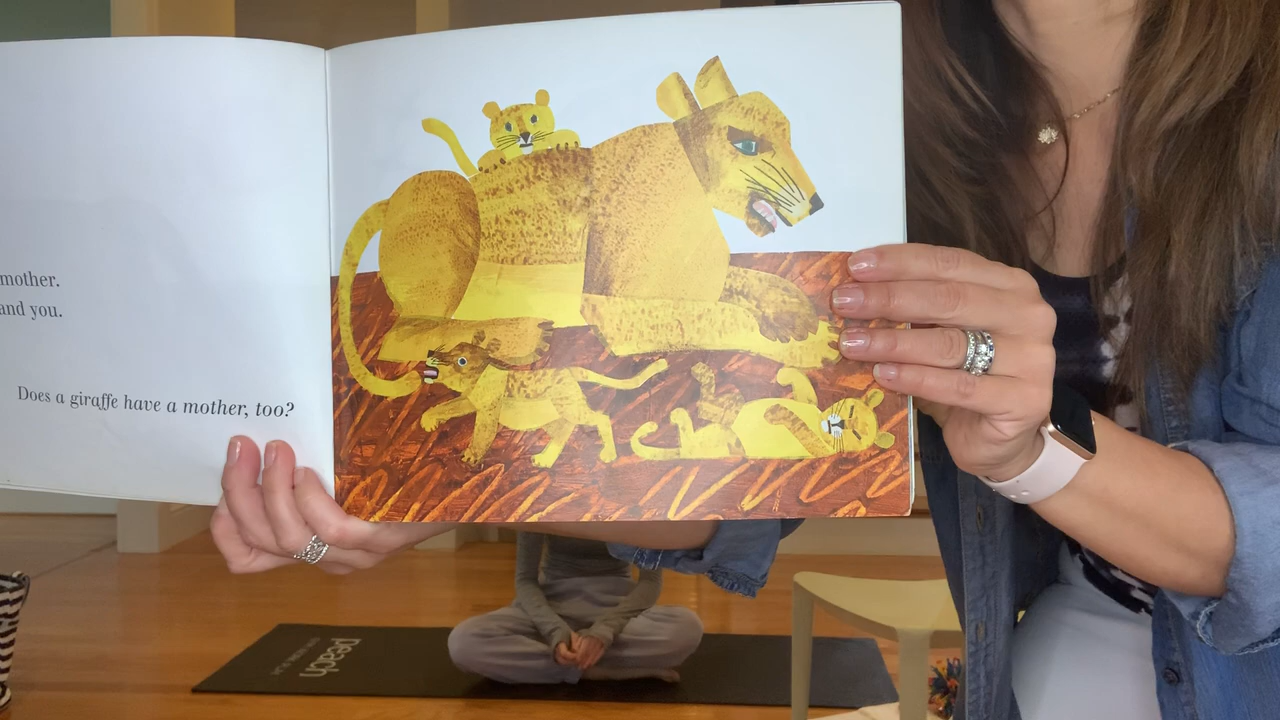 mother.
and you.
Does a giraffe have a mother, too?
peach